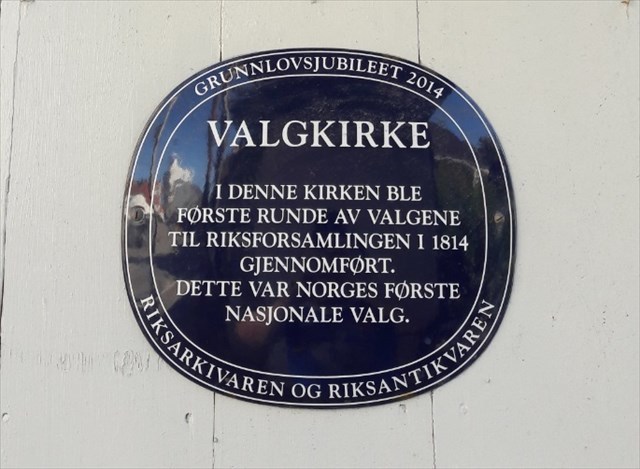 GRUNNLOVSJUBILEET 2014
VALGKIRKE
I DENNE KIRKEN BLE
FØRSTE RUNDE AV VALGENE
TIL RIKSFORSAMLINGEN I 1814
GJENNOMFØRT.
DETTE VAR NORGES FØRSTE
NASJONALE VALG.
RIKSARKIVAREN OG RIKSANTIKVAREN